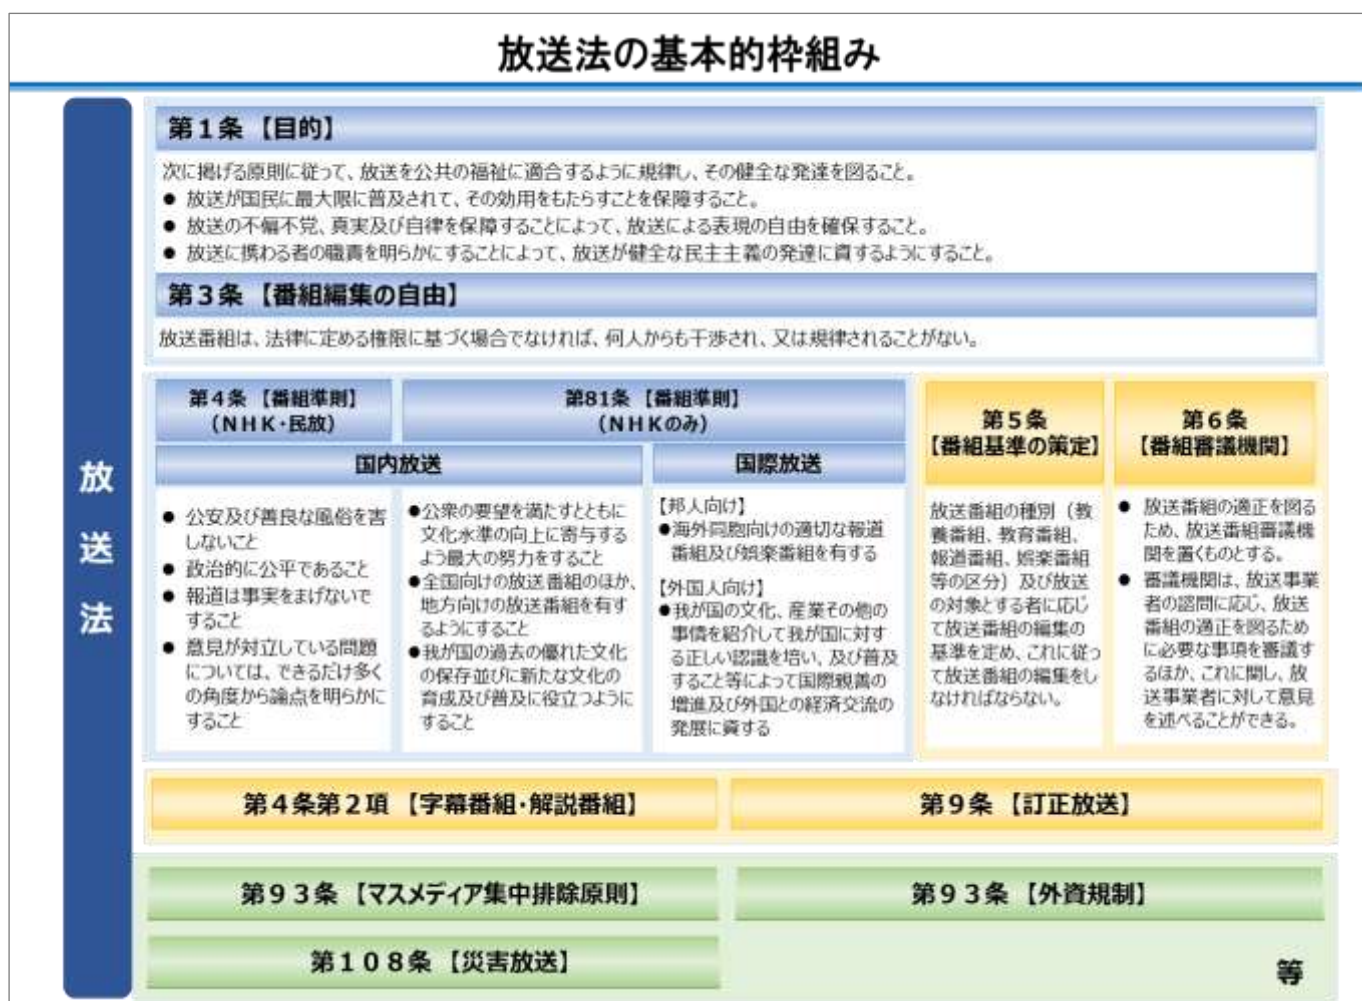 放送法の基本的枠組み
放送法
第1条 【目的】
次に掲げる原則に従って、放送を公共の福祉に適合するように規律し、その健全な発達を図ること。
● 放送が国民に最大限に普及されて、その効用をもたらすことを保障すること。
● 放送の不偏不党、真実及び自律を保障することによって、放送による表現の自由を確保すること。
● 放送に携わる者の職責を明らかにすることによって、放送が健全な民主主義の発達に資するようにすること。
第3条 【番組編集の自由】
放送番組は、法律に定める権限に基づく場合でなければ、何人からも干渉され、又は規律されることがない。
第4条 【番組準則】
(NHK・民放)
第81条 【番組準則】
(NHKのみ)
国内放送
国際放送
● 公安及び善良な風俗を害
しないこと
● 政治的に公平であること
● 報道は事実をまげないで
すること
● 意見が対立している問題
については、できるだけ多く
の角度から論点を明らかに
すること
●公衆の要望を満たすとともに
文化水準の向上に寄与する
よう最大の努力をすること
●全国向けの放送番組のほか、
地方向けの放送番組を有す
るようにすること
●我が国の過去の優れた文化
の保存並びに新たな文化の
育成及び普及に役立つように
すること
【邦人向け】
●海外同胞向けの適切な報道
番組及び娯楽番組を有する
【外国人向け】
●我が国の文化、産業その他の
事情を紹介して我が国に対す
る正しい認識を培い、及び普及
すること等によって国際親善の
増進及び外国との経済交流の
発展に資する
第5条
【番組基準の策定】
放送番組の種別（教
養番組、教育番組、
報道番組、娯楽番組
等の区分）及び放送
の対象とする者に応じ
て放送番組の編集の
基準を定め、これに従っ
て放送番組の編集をし
なければならない。
第6条
【番組審議機関】
● 放送番組の適正を図る
ため、放送番組審議機
関を置くものとする。
● 審議機関は、放送事業
者の諮問に応じ、放送
番組の適正を図るため
に必要な事項を審議す
るほか、これに関し、放
送事業者に対して意見
を述べることができる。
第4条第2項 【字幕番組・解説番組】
第9条 【訂正放送】
第93条 【マスメディア集中排除原則】
第93条 【外資規制】
第108条 【災害放送】
等